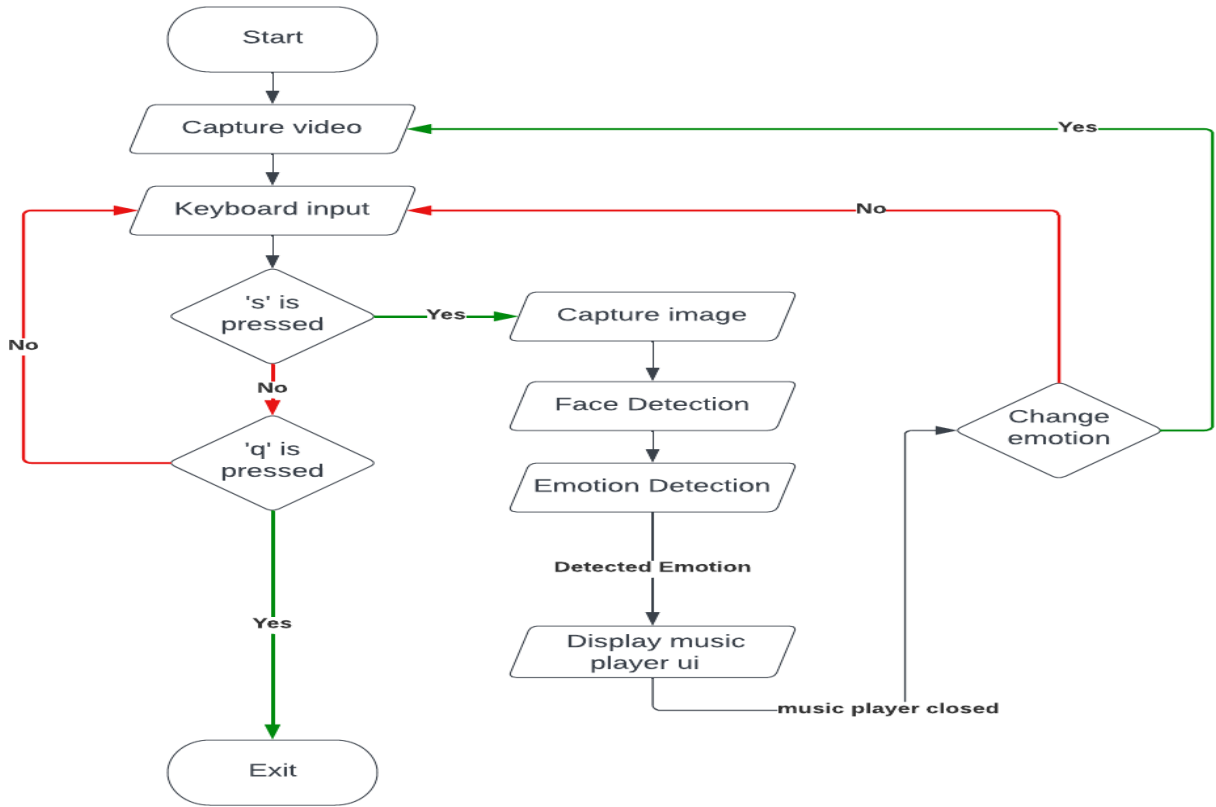 Start
Capture video
Yes
Keyboard input
No
's' is
pressed
Yes
Capture image
No
No
Face Detection
Change
emotion
'q' is
pressed
Emotion Detection
Detected Emotion
Yes
Display music
player ui
music player closed
Exit